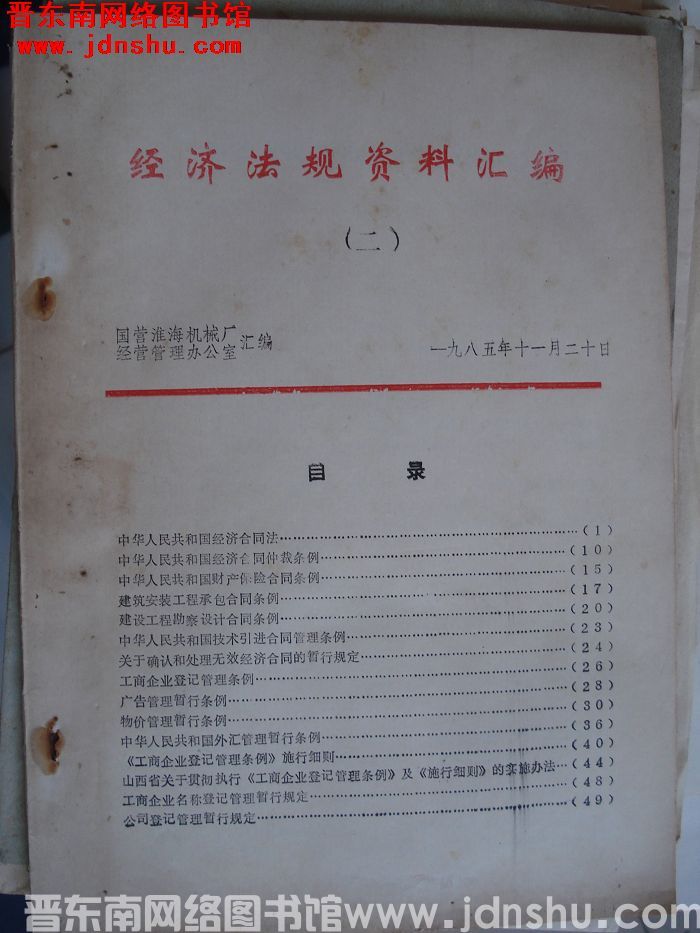 晋东南网络图书馆
www.jdnshu.com
经济法规资料汇编
(二)
国营淮海机械厂
经营管理办公室
汇编
一九八五年十一月二十日
目 录
中华人民共和国经济合同法……(1)
中华人民共和国经济合同仲裁条例……(10)
中华人民共和国财产保险合同条例……(15)
建筑安装工程承包合同条例……(17)
建设工程勘察设计合同条例……(20)
中华人民共和国技术引进合同管理条例……(23)
关于确认和处理无效经济合同的暂行规定……(24)
工商企业登记管理条例……(26)
广告管理暂行条例……(28)
物价管理暂行条例……(30)
中华人民共和国外汇管理暂行条例……(36)
《工商企业登记管理条例》施行细则……(40)
山西省关于贯彻执行《工商企业登记管理条例》及《施行细则》的实施办法…(44)
工商企业名称登记管理暂行规定……(48)
公司登记管理暂行规定……(49)
晋东南网络图书馆 www.jdnshu.com